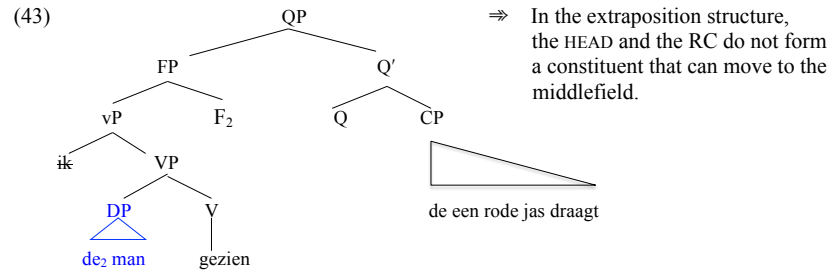 (43) QP ⇛ In the extraposition structure,
the HEAD and the RC do not form
FP Q′ a constituent that can move to the
middlefield.
vP F₂ Q CP
ik VP
DP V de een rode jas draagt
de₂ man gezien